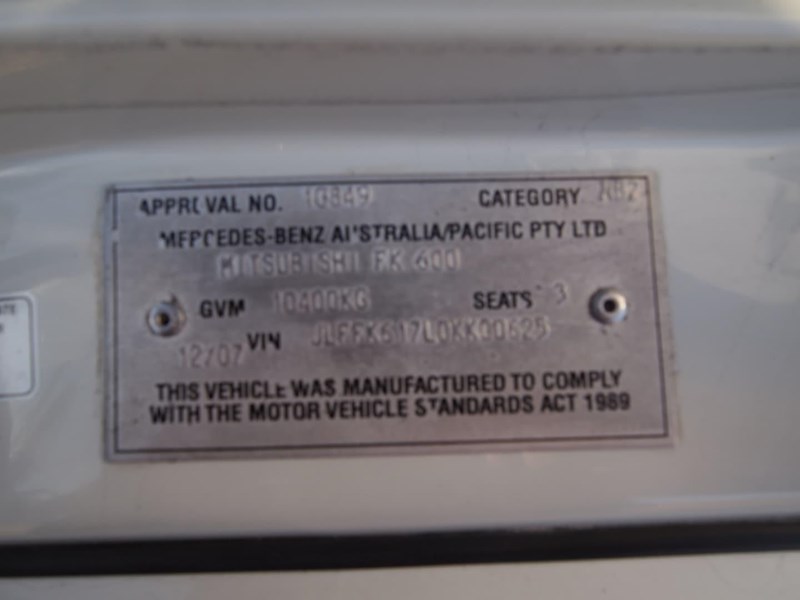 APPROVAL NO. 10849 CATEGORY NB2
MERCEDES-BENZ AUSTRALIA/PACIFIC PTY LTD
MITSUBISHI FK 600
GVM 10400KG SEATS 3
12/07 VIN JLFFK617L0KK00625
THIS VEHICLE WAS MANUFACTURED TO COMPLY
WITH THE MOTOR VEHICLE STANDARDS ACT 1989